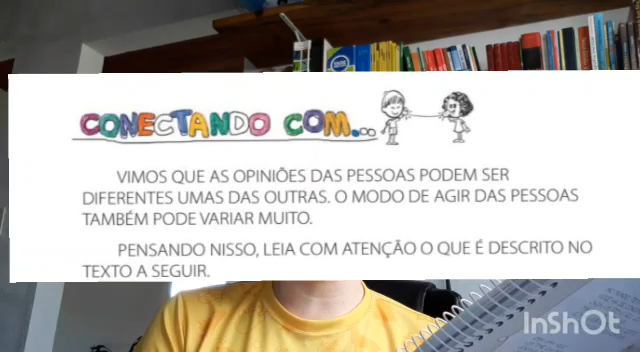 CONECTANDO COM...
VIMOS QUE AS OPINIÕES DAS PESSOAS PODEM SER
DIFERENTES UMAS DAS OUTRAS. O MODO DE AGIR DAS PESSOAS
TAMBÉM PODE VARIAR MUITO.
PENSANDO NISSO, LEIA COM ATENÇÃO O QUE É DESCRITO NO
TEXTO A SEGUIR.
InShOt